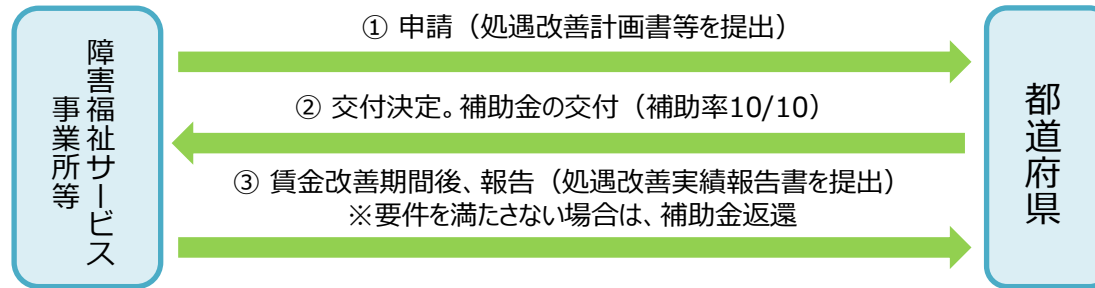 障害福祉サービス
事業所等
① 申請（処遇改善計画書等を提出）
② 交付決定。補助金の交付（補助率10/10）
③ 賃金改善期間後、報告（処遇改善実績報告書を提出）
※要件を満たさない場合は、補助金返還
都道府県